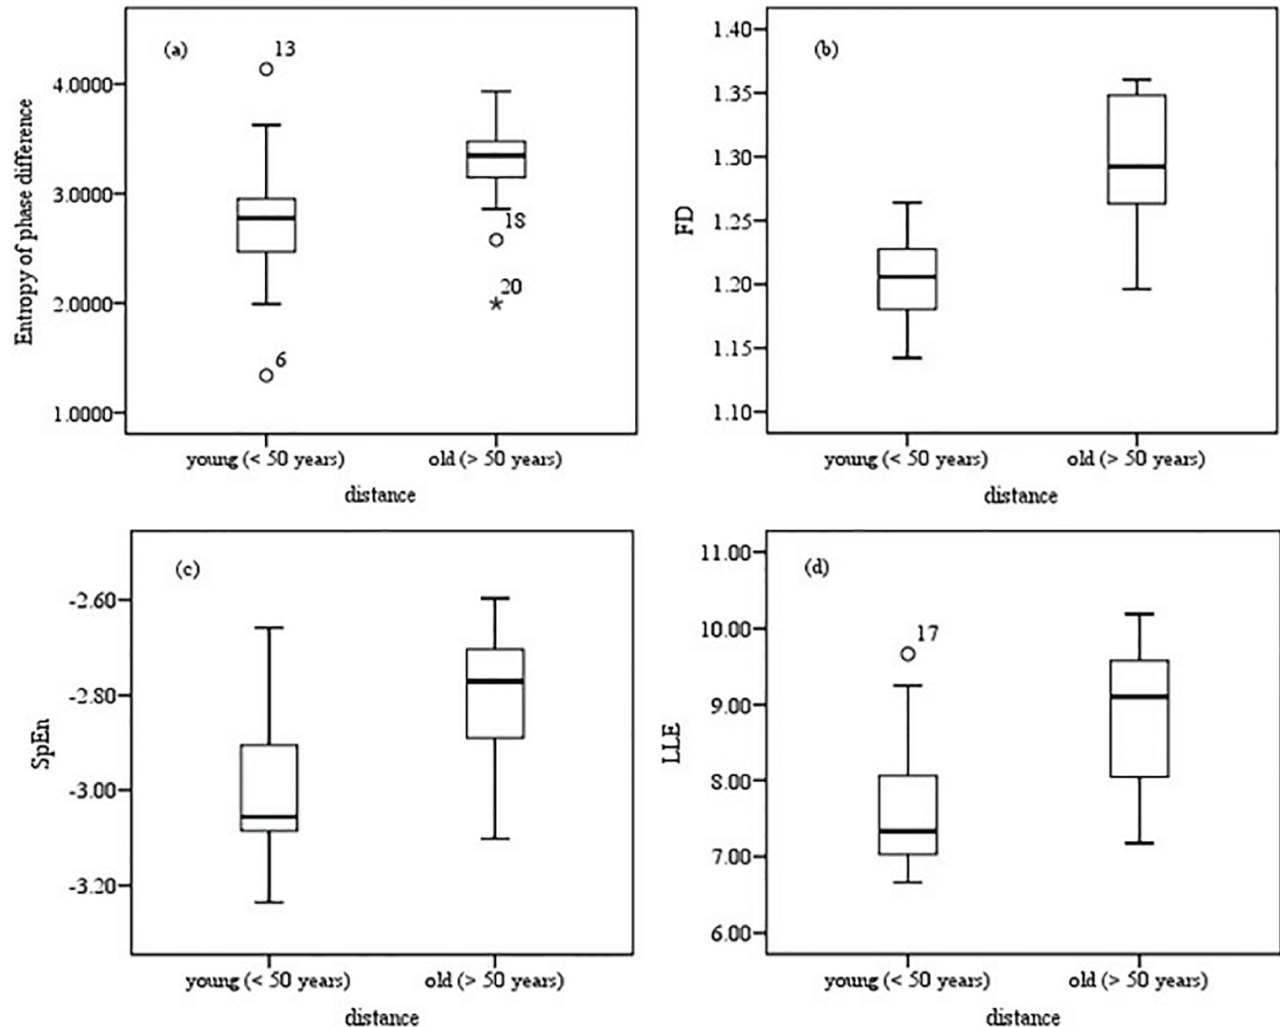 (a)
13
4.0000
3.0000
2.0000
1.0000
Entropy of phase difference
18
20
6
young (< 50 years)
old (> 50 years)
distance
(b)
1.40
1.35
1.30
1.25
1.20
1.15
1.10
FD
young (< 50 years)
old (> 50 years)
distance
(c)
-2.60
-2.80
-3.00
-3.20
SpEn
young (< 50 years)
old (> 50 years)
distance
(d)
17
11.00
10.00
9.00
8.00
7.00
6.00
LLE
young (< 50 years)
old (> 50 years)
distance